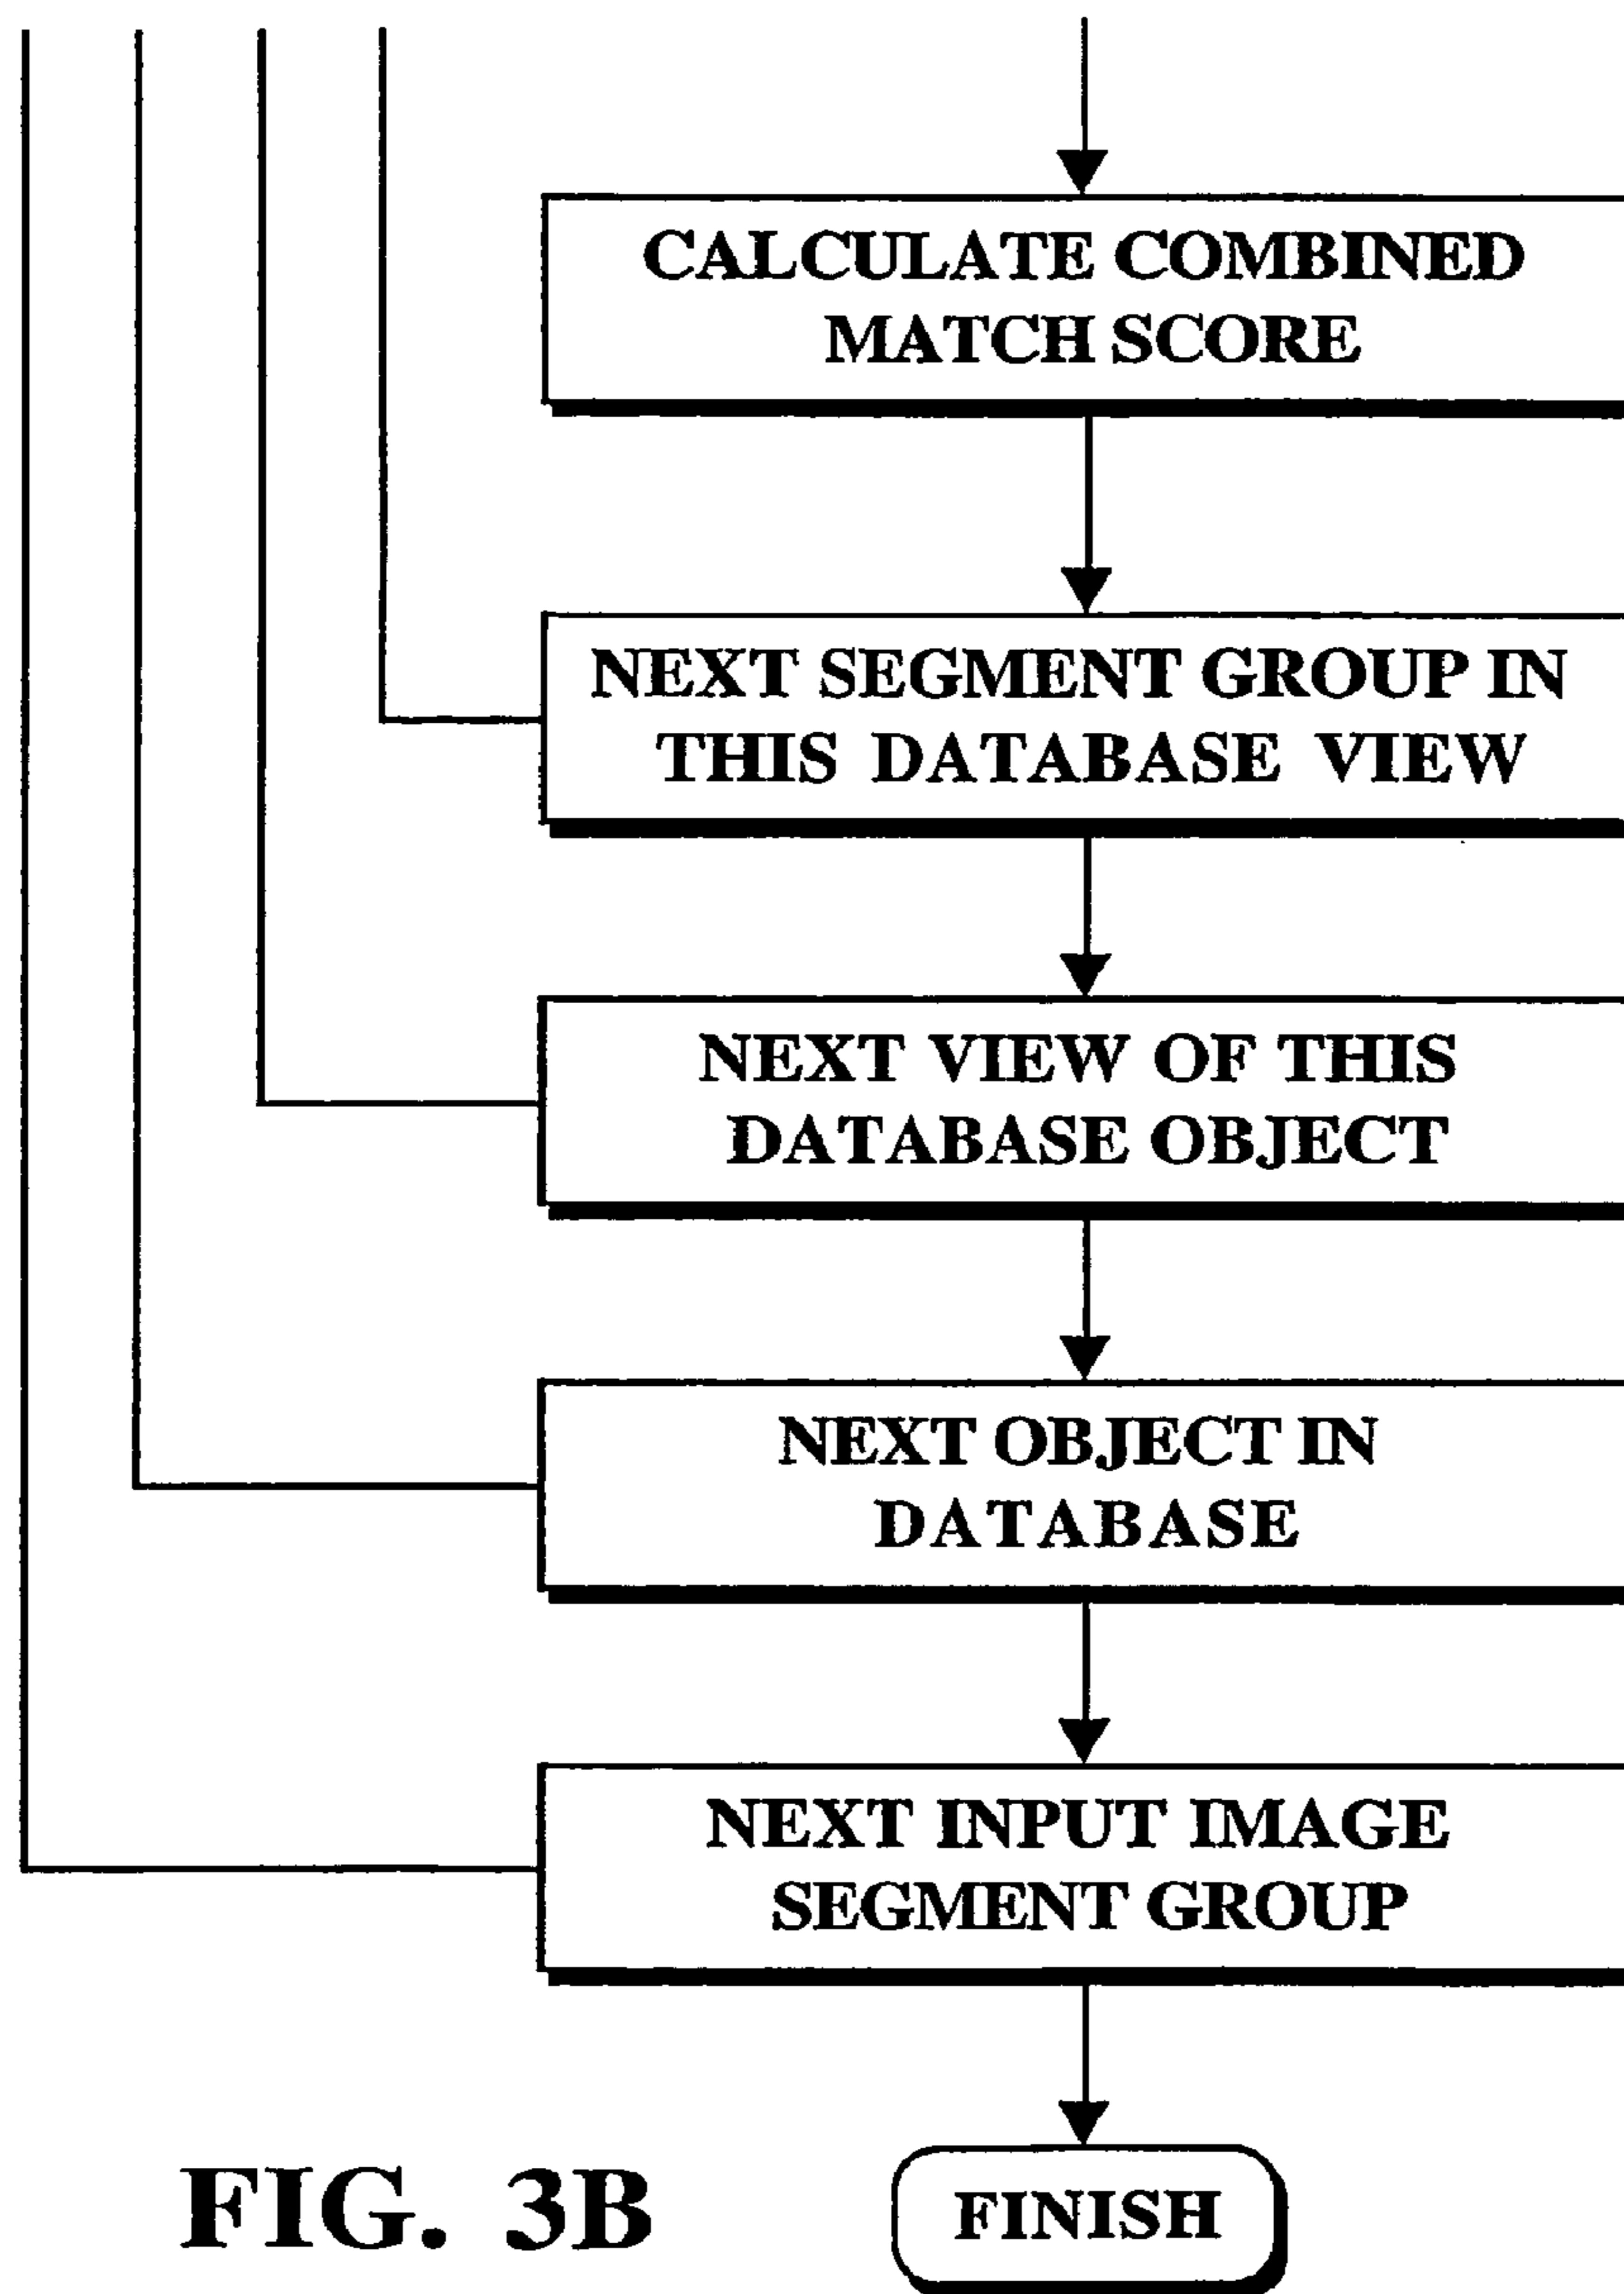 CALCULATE COMBINED
MATCH SCORE
NEXT SEGMENT GROUP IN
THIS DATABASE VIEW
NEXT VIEW OF THIS
DATABASE OBJECT
NEXT OBJECT IN
DATABASE
NEXT INPUT IMAGE
SEGMENT GROUP
FINISH
FIG. 3B